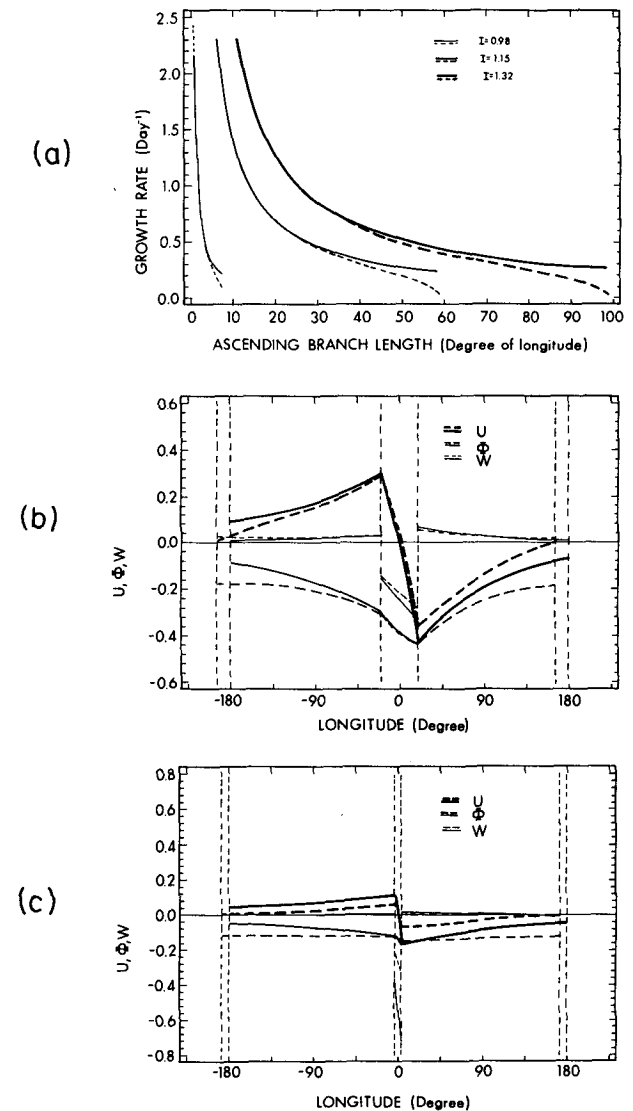 (a)
GROWTH RATE (Day⁻¹)
2.5
2.0
1.5
1.0
0.5
0.0
I=0.98
I=1.15
I=1.32
0 10 20 30 40 50 60 70 80 90 100
ASCENDING BRANCH LENGTH (Degree of longitude)
(b)
U, Φ, W
0.6
0.4
0.2
0.0
-0.2
-0.4
-0.6
U
Φ
W
-180 -90 0 90 180
LONGITUDE (Degree)
(c)
U, Φ, W
0.8
0.6
0.4
0.2
0.0
-0.2
-0.4
-0.6
-0.8
U
Φ
W
-180 -90 0 90 180
LONGITUDE (Degree)